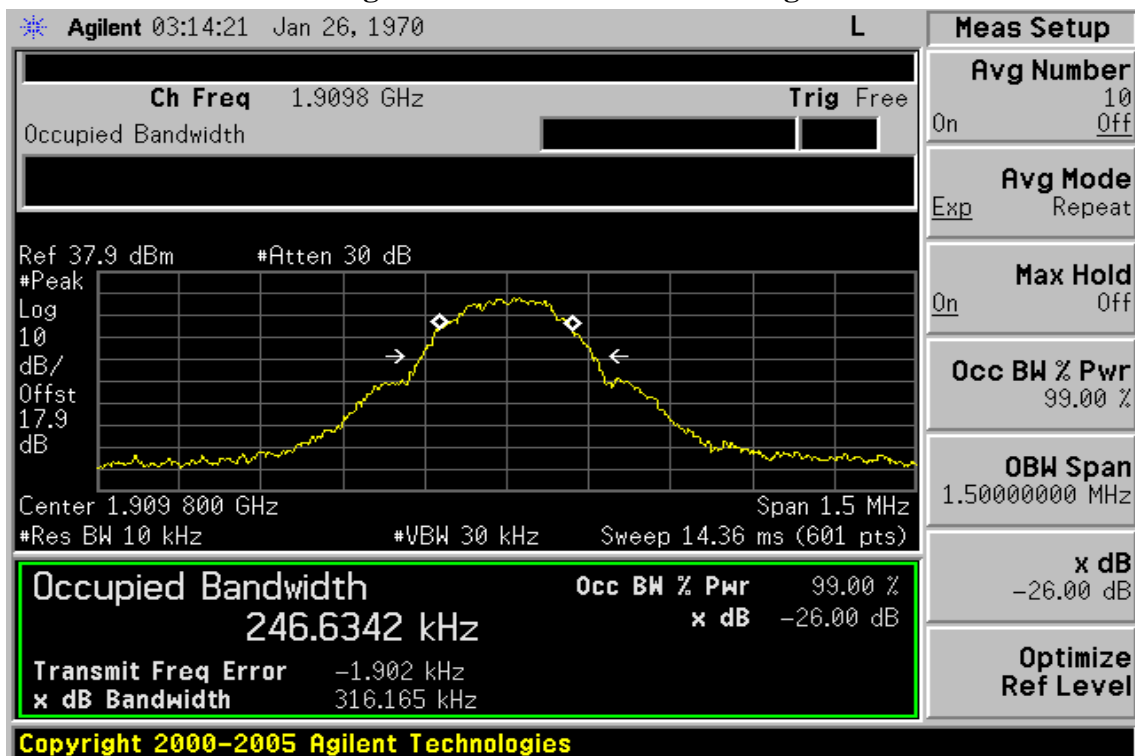 Agilent 03:14:21 Jan 26, 1970 L Meas Setup
Ch Freq 1.9098 GHz Trig Free
Occupied Bandwidth
Ref 37.9 dBm #Atten 30 dB
#Peak
Log
10
dB/
Offst
17.9
dB
Center 1.909 800 GHz Span 1.5 MHz
#Res BW 10 kHz #VBW 30 kHz Sweep 14.36 ms (601 pts)
Occupied Bandwidth Occ BW % Pwr 99.00 %
246.6342 kHz x dB -26.00 dB
Transmit Freq Error -1.902 kHz
x dB Bandwidth 316.165 kHz
Avg Number
10
On Off
Avg Mode
Exp Repeat
Max Hold
On Off
Occ BW % Pwr
99.00 %
OBW Span
1.50000000 MHz
x dB
-26.00 dB
Optimize
Ref Level
Copyright 2000-2005 Agilent Technologies